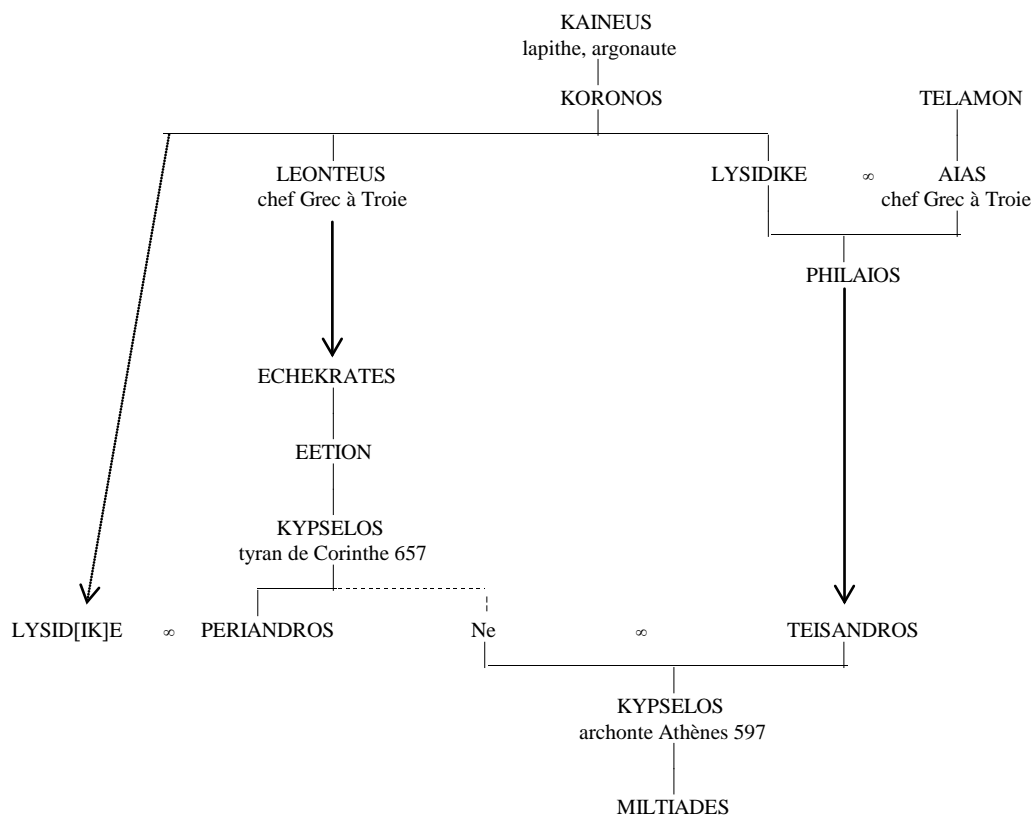 KAINEUS
lapithe, argonaute
KORONOS TELAMON
LEONTEUS LYSIDIKE ∞ AIAS
chef Grec à Troie chef Grec à Troie
PHILAIOS
ECHEKRATES
EETION
KYPSELOS
tyran de Corinthe 657
LYSID[IK]E ∞ PERIANDROS Ne ∞ TEISANDROS
KYPSELOS
archonte Athènes 597
MILTIADES